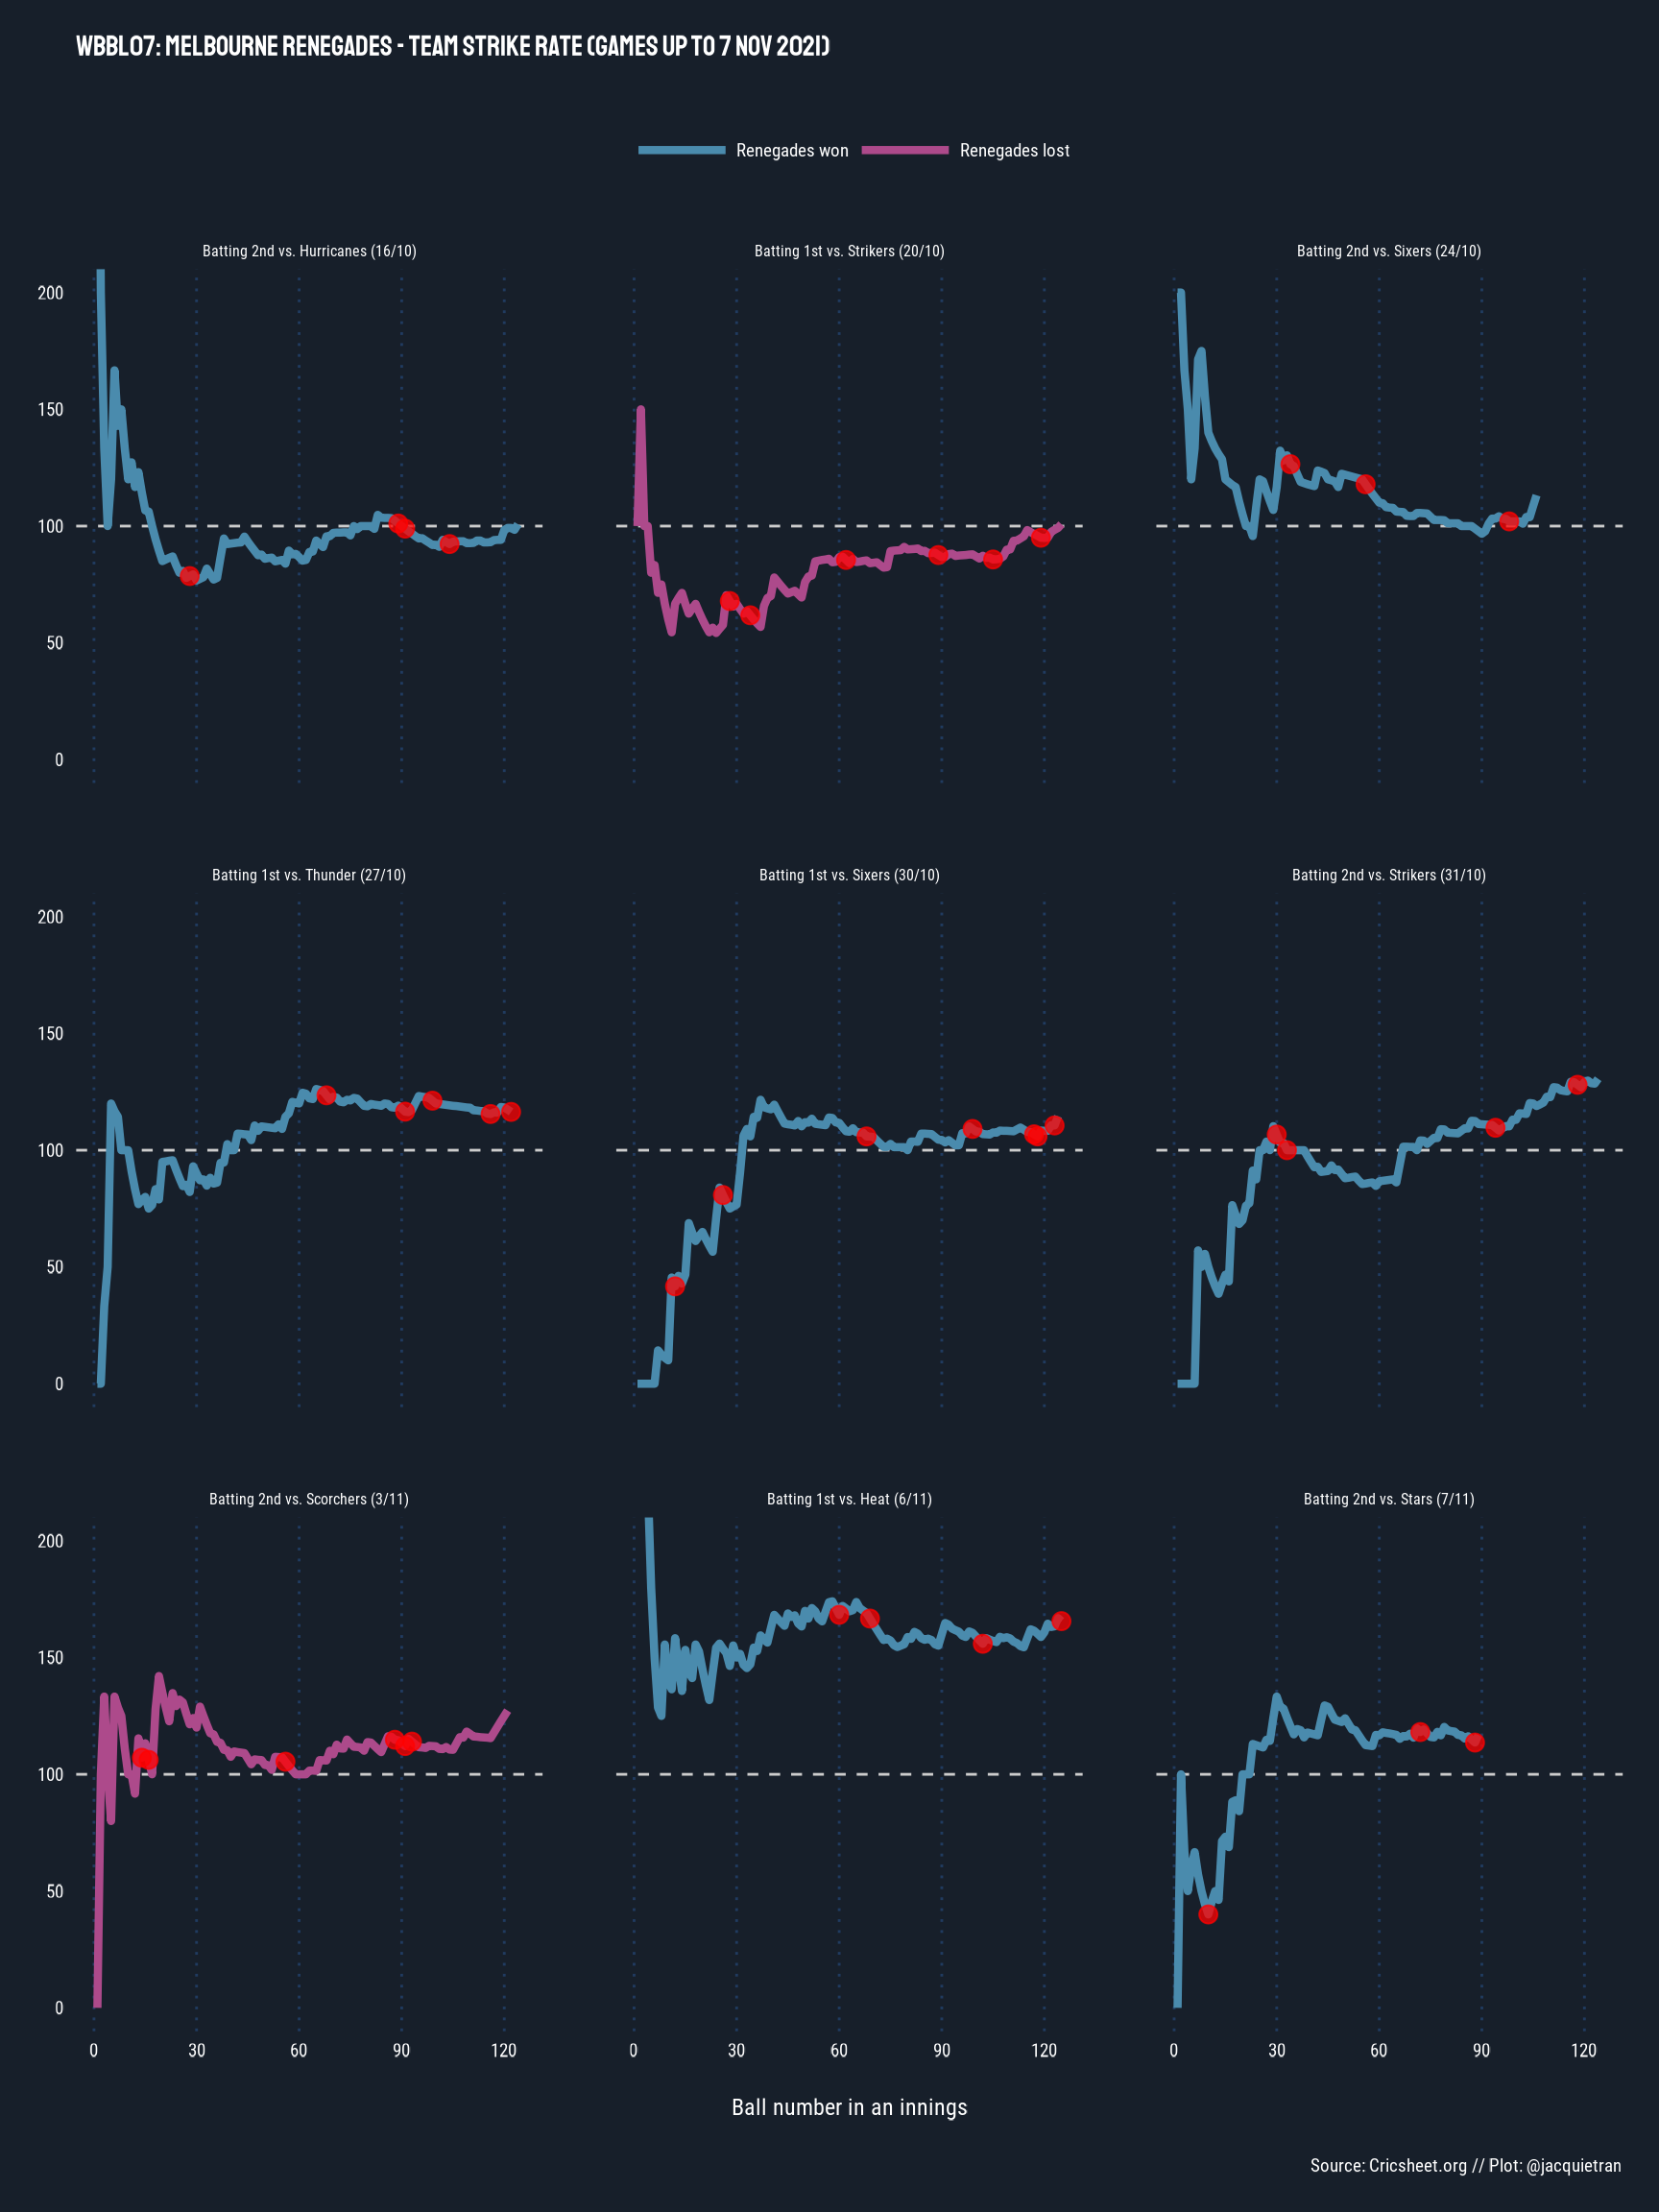 WBBL07: MELBOURNE RENEGADES - TEAM STRIKE RATE (GAMES UP TO 7 NOV 2021)
Renegades won Renegades lost
Batting 2nd vs. Hurricanes (16/10) Batting 1st vs. Strikers (20/10) Batting 2nd vs. Sixers (24/10)
200
150
100
50
0
Batting 1st vs. Thunder (27/10) Batting 1st vs. Sixers (30/10) Batting 2nd vs. Strikers (31/10)
200
150
100
50
0
Batting 2nd vs. Scorchers (3/11) Batting 1st vs. Heat (6/11) Batting 2nd vs. Stars (7/11)
200
150
100
50
0
0 30 60 90 120 0 30 60 90 120 0 30 60 90 120
Ball number in an innings
Source: Cricsheet.org // Plot: @jacquietran